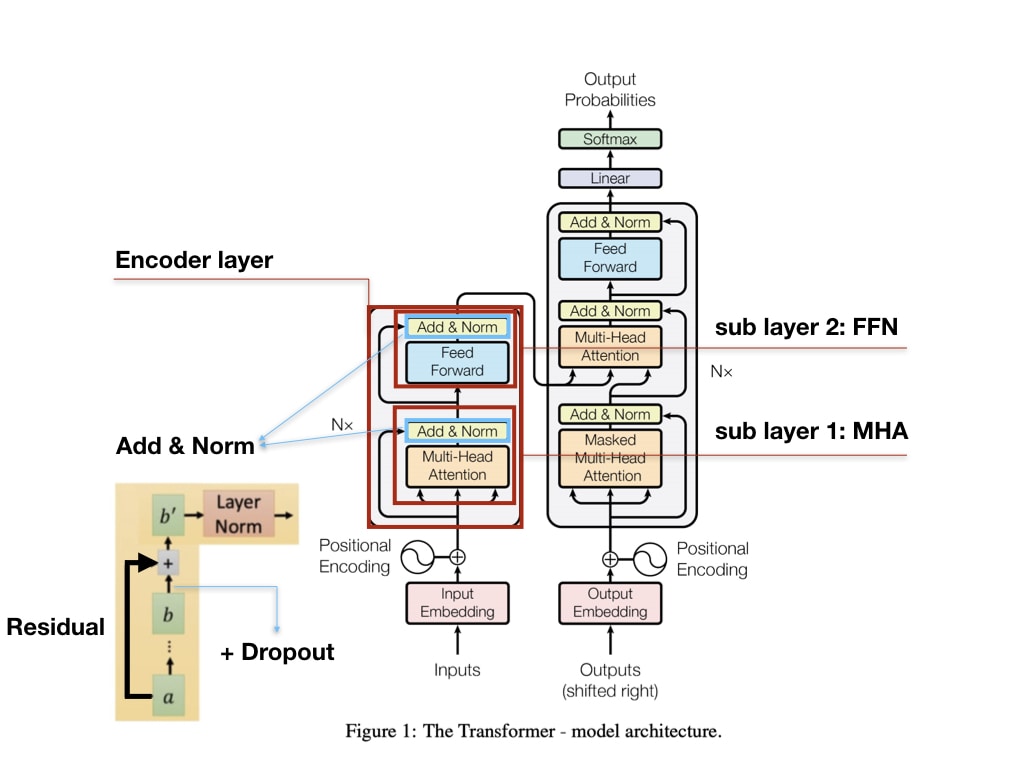 Output
Probabilities
Softmax
Linear
Add & Norm
Feed
Forward
Add & Norm
Multi-Head
Attention
Nx
Add & Norm
Masked
Multi-Head
Attention
Encoder layer
Add & Norm
Feed
Forward
sub layer 2: FFN
Nx
Add & Norm
Multi-Head
Attention
sub layer 1: MHA
Add & Norm
b′
Layer
Norm
+
b
⋮
a
Residual
+ Dropout
Positional
Encoding
Positional
Encoding
Input
Embedding
Output
Embedding
Inputs
Outputs
(shifted right)
Figure 1: The Transformer - model architecture.